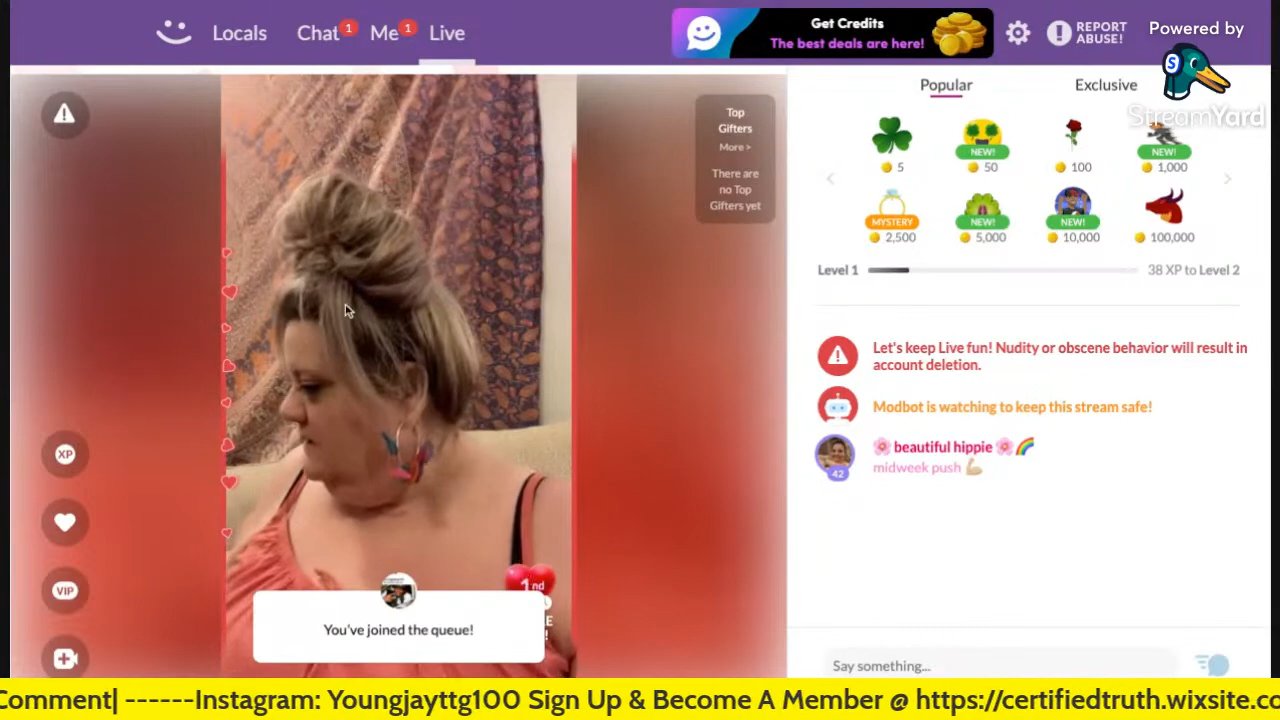 Locals Chat 1 Me 1 Live
Get Credits
The best deals are here!
REPORT
ABUSE!
Powered by
S
StreamYard
Top
Gifters
More >
There are
no Top
Gifters yet
XP
VIP
1nd
You've joined the queue!
Popular Exclusive
NEW! NEW!
5 50 100 1,000
MYSTERY NEW! NEW!
2,500 5,000 10,000 100,000
Level 1 38 XP to Level 2
Let's keep Live fun! Nudity or obscene behavior will result in
account deletion.
Modbot is watching to keep this stream safe!
🌸 beautiful hippie 🌸🌈
42
midweek push 💪🏼
Say something...
Comment| ------Instagram: Youngjayttg100 Sign Up & Become A Member @ https://certifiedtruth.wixsite.co